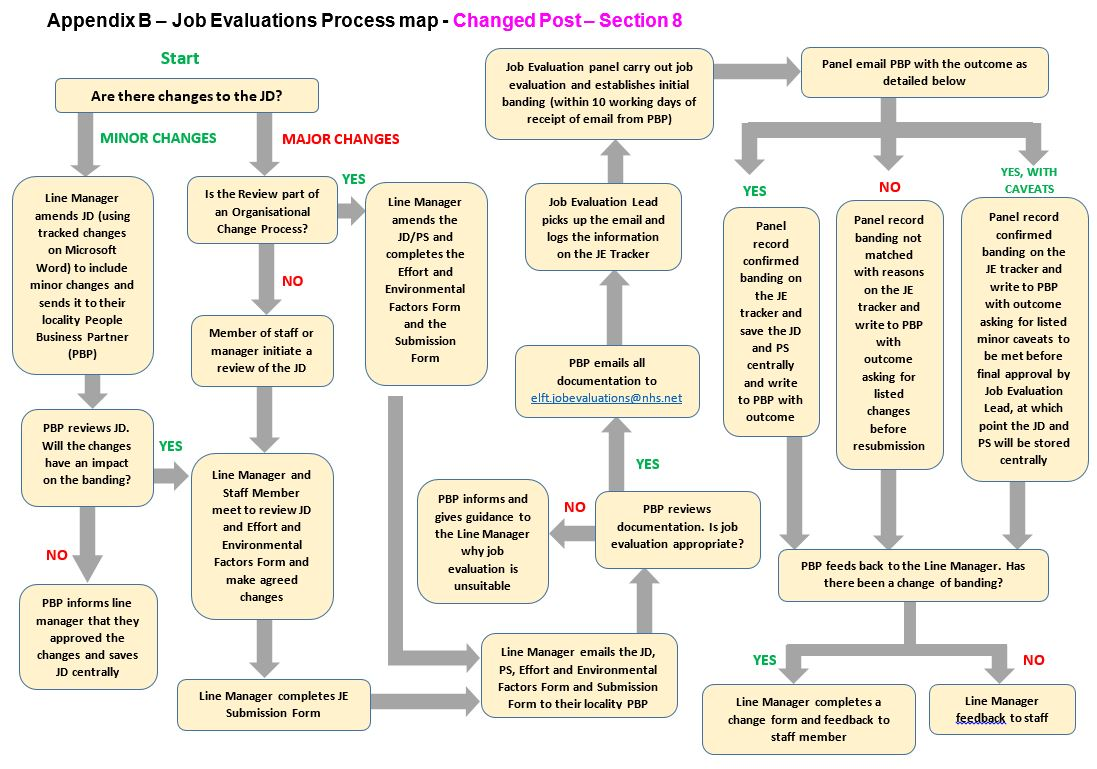 Appendix B – Job Evaluations Process map - Changed Post – Section 8
Start
Are there changes to the JD?
MINOR CHANGES
MAJOR CHANGES
Line Manager
amends JD (using
tracked changes
on Microsoft
Word) to include
minor changes and
sends it to their
locality People
Business Partner
(PBP)
PBP reviews JD.
Will the changes
have an impact
on the banding?
YES
NO
PBP informs line
manager that they
approved the
changes and saves
JD centrally
Is the Review part of
an Organisational
Change Process?
YES
NO
Member of staff or
manager initiate a
review of the JD
Line Manager and
Staff Member
meet to review JD
and Effort and
Environmental
Factors Form and
make agreed
changes
Line Manager completes JE
Submission Form
Line Manager
amends the
JD/PS and
completes the
Effort and
Environmental
Factors Form
and the
Submission
Form
Line Manager emails the JD,
PS, Effort and Environmental
Factors Form and Submission
Form to their locality PBP
PBP reviews
documentation. Is job
evaluation appropriate?
NO
PBP informs and
gives guidance to
the Line Manager
why job
evaluation is
unsuitable
YES
PBP emails all
documentation to
elft.jobevaluations@nhs.net
Job Evaluation Lead
picks up the email and
logs the information
on the JE Tracker
Job Evaluation panel carry out job
evaluation and establishes initial
banding (within 10 working days of
receipt of email from PBP)
Panel email PBP with the outcome as
detailed below
YES
Panel
record
confirmed
banding on
the JE
tracker and
save the JD
and PS
centrally
and write
to PBP with
outcome
NO
Panel record
banding not
matched
with reasons
on the JE
tracker and
write to PBP
with
outcome
asking for
listed
changes
before
resubmission
YES, WITH
CAVEATS
Panel record
confirmed
banding on the
JE tracker and
write to PBP
with outcome
asking for listed
minor caveats to
be met before
final approval by
Job Evaluation
Lead, at which
point the JD and
PS will be stored
centrally
PBP feeds back to the Line Manager. Has
there been a change of banding?
YES
NO
Line Manager completes a
change form and feedback to
staff member
Line Manager
feedback to staff